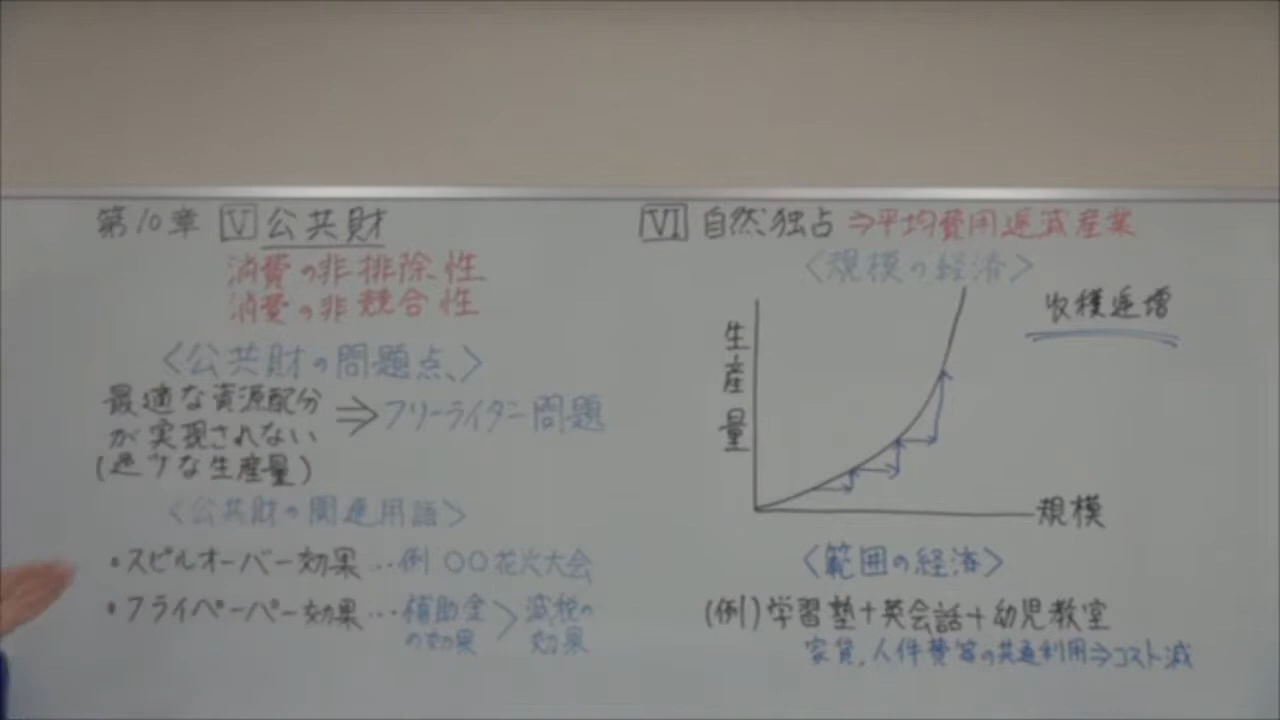 第10章 Ⅴ 公共財
消費の非排除性
消費の非競合性
〈公共財の問題点、〉
最適な資源配分
が実現されない
(過少な生産量)
⇒フリーライダー問題
〈公共財の関連用語〉
・スピルオーバー効果…例 〇〇花火大会
・フライペーパー効果…補助金の効果>減税の効果
Ⅵ 自然独占⇒平均費用逓減産業
〈規模の経済〉
収穫逓増
生産量
規模
〈範囲の経済〉
(例)学習塾+英会話+幼児教室
家賃、人件費等の共通利用⇒コスト減